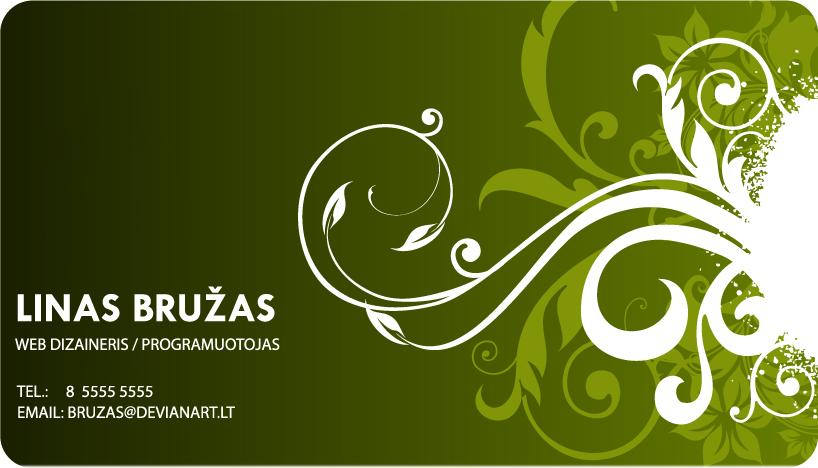 LINAS BRUŽAS
WEB DIZAINERIS / PROGRAMUOTOJAS
TEL.: 8 5555 5555
EMAIL: BRUZAS@DEVIANART.LT